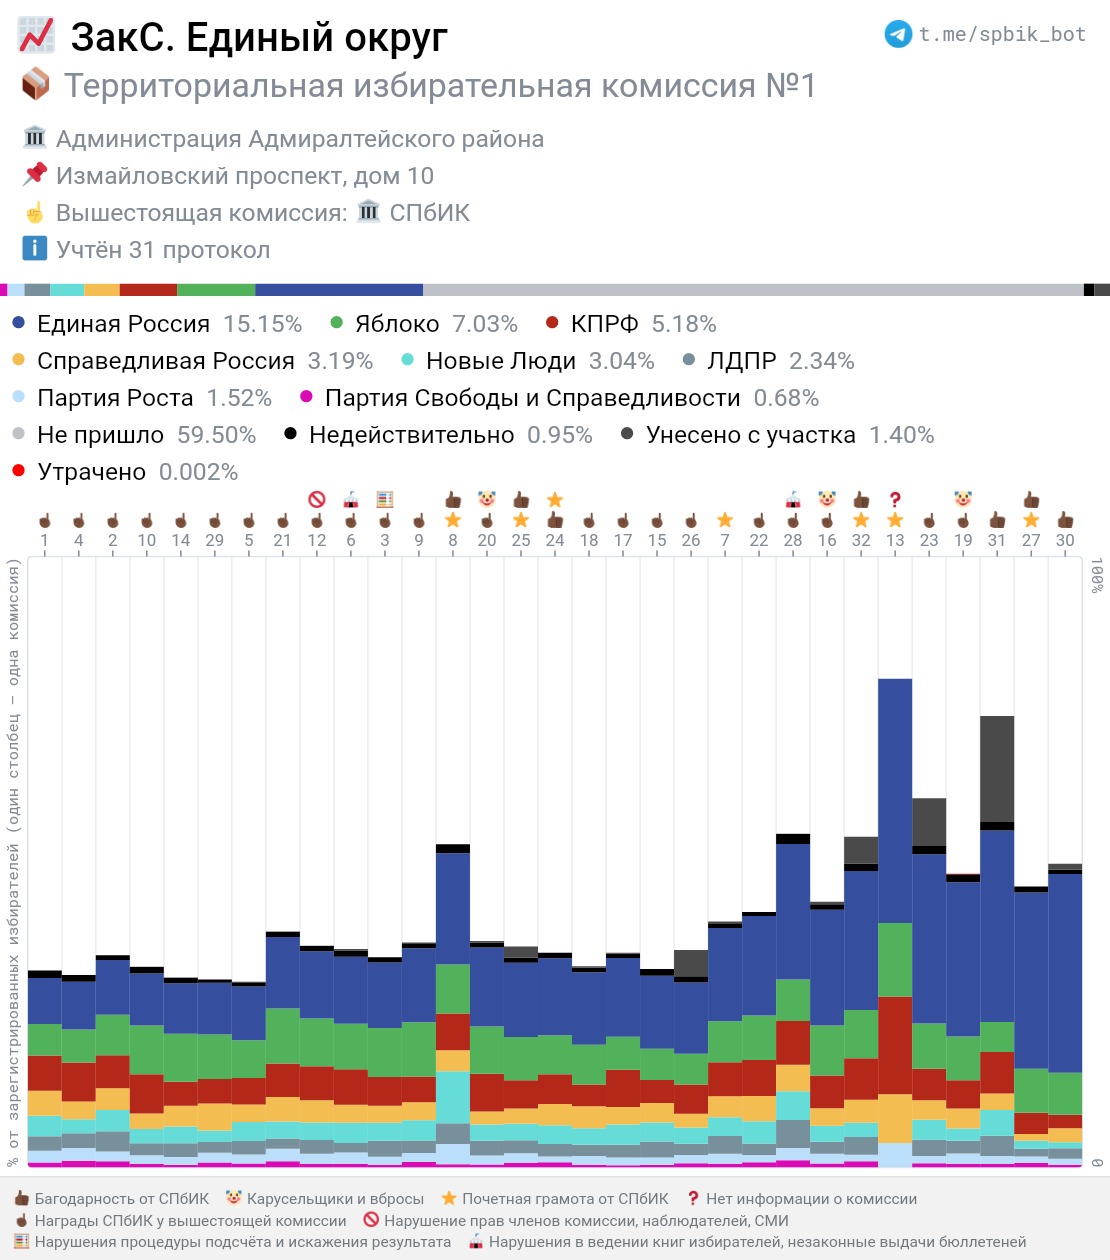 ЗакС. Единый округ
t.me/spbik_bot
Территориальная избирательная комиссия №1
Администрация Адмиралтейского района
Измайловский проспект, дом 10
Вышестоящая комиссия: СПбИК
Учтён 31 протокол
Единая Россия 15.15% Яблоко 7.03% КПРФ 5.18%
Справедливая Россия 3.19% Новые Люди 3.04% ЛДПР 2.34%
Партия Роста 1.52% Партия Свободы и Справедливости 0.68%
Не пришло 59.50% Недействительно 0.95% Унесено с участка 1.40%
Утрачено 0.002%
1 4 2 10 14 29 5 21 12 6 3 9 8 20 25 24 18 17 15 26 7 22 28 16 32 13 23 19 31 27 30
% от зарегистрированных избирателей (один столбец – одна комиссия)
100%
0
Багодарность от СПбИК Карусельщики и вбросы Почетная грамота от СПбИК Нет информации о комиссии
Награды СПбИК у вышестоящей комиссии Нарушение прав членов комиссии, наблюдателей, СМИ
Нарушения процедуры подсчёта и искажения результата Нарушения в ведении книг избирателей, незаконные выдачи бюллетеней